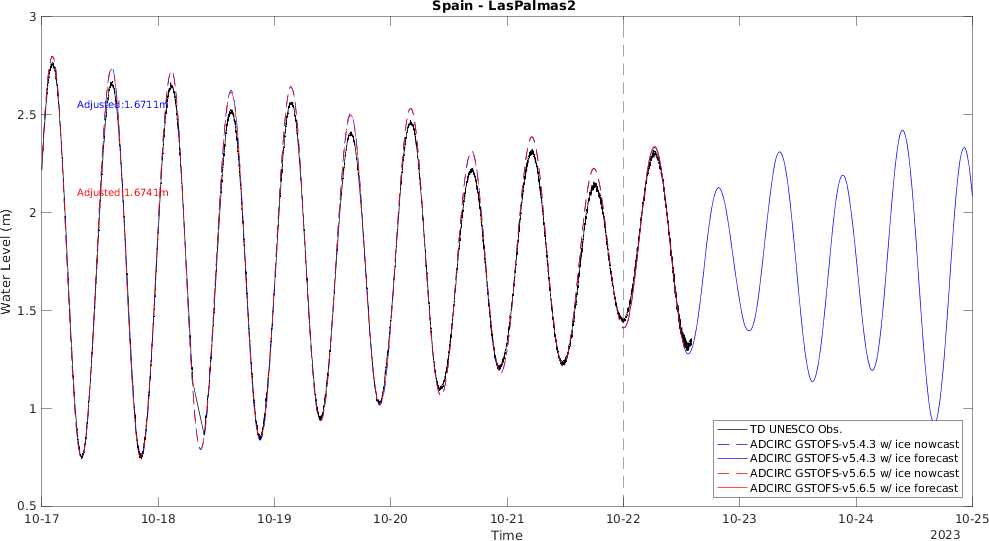 Spain - LasPalmas2
3
2.5
2
1.5
1
0.5
Water Level (m)
Adjusted:1.6711m
Adjusted:1.6741m
TD UNESCO Obs.
ADCIRC GSTOFS-v5.4.3 w/ ice nowcast
ADCIRC GSTOFS-v5.4.3 w/ ice forecast
ADCIRC GSTOFS-v5.6.5 w/ ice nowcast
ADCIRC GSTOFS-v5.6.5 w/ ice forecast
10-17 10-18 10-19 10-20 10-21 10-22 10-23 10-24 10-25
Time
2023